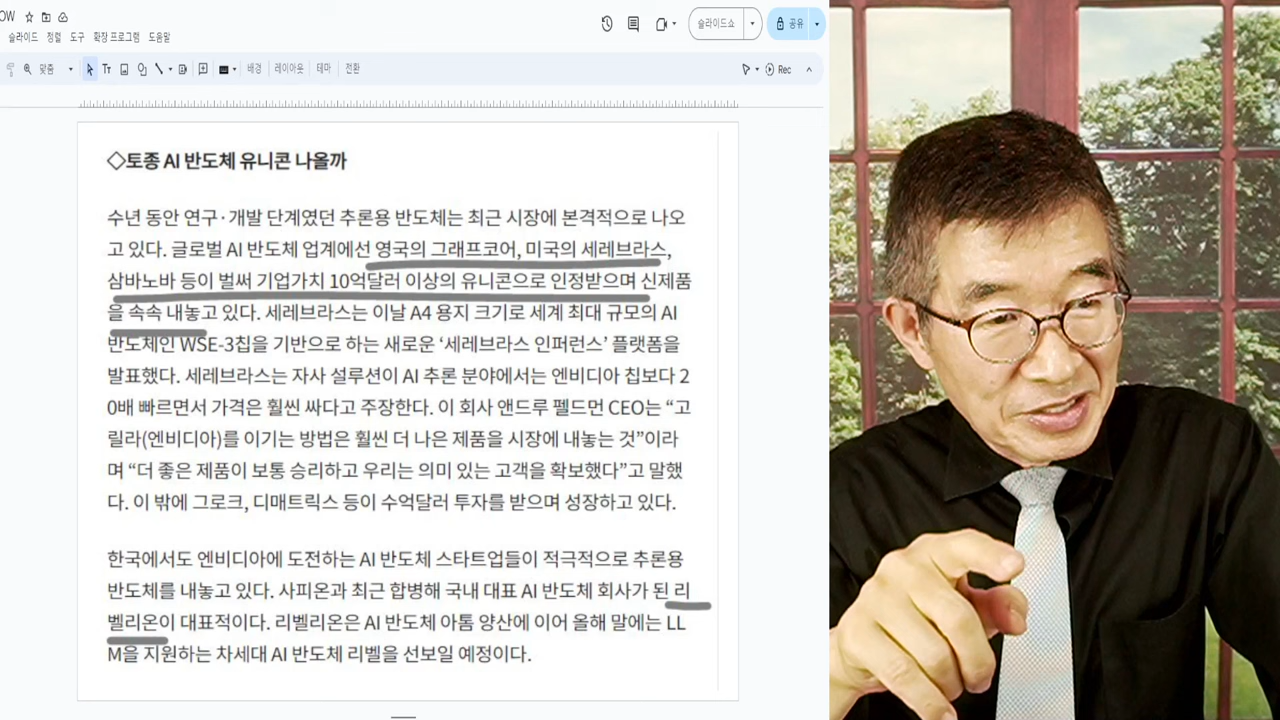 OW
슬라이드 정렬 도구 확장 프로그램 도움말
슬라이드쇼
공유
맞춤
Tт
배경 레이아웃 테마 전환
Rec
◇토종 AI 반도체 유니콘 나올까
수년 동안 연구·개발 단계였던 추론용 반도체는 최근 시장에 본격적으로 나오
고 있다. 글로벌 AI 반도체 업계에선 영국의 그래프코어, 미국의 세레브라스,
삼바노바 등이 벌써 기업가치 10억달러 이상의 유니콘으로 인정받으며 신제품
을 속속 내놓고 있다. 세레브라스는 이날 A4 용지 크기로 세계 최대 규모의 AI
반도체인 WSE-3칩을 기반으로 하는 새로운 ‘세레브라스 인퍼런스’ 플랫폼을
발표했다. 세레브라스는 자사 설루션이 AI 추론 분야에서는 엔비디아 칩보다 2
0배 빠르면서 가격은 훨씬 싸다고 주장한다. 이 회사 앤드루 펠드먼 CEO는 “고
릴라(엔비디아)를 이기는 방법은 훨씬 더 나은 제품을 시장에 내놓는 것”이라
며 “더 좋은 제품이 보통 승리하고 우리는 의미 있는 고객을 확보했다”고 말했
다. 이 밖에 그로크, 디매트릭스 등이 수억달러 투자를 받으며 성장하고 있다.
한국에서도 엔비디아에 도전하는 AI 반도체 스타트업들이 적극적으로 추론용
반도체를 내놓고 있다. 사피온과 최근 합병해 국내 대표 AI 반도체 회사가 된 리
벨리온이 대표적이다. 리벨리온은 AI 반도체 아톰 양산에 이어 올해 말에는 LL
M을 지원하는 차세대 AI 반도체 리벨을 선보일 예정이다.